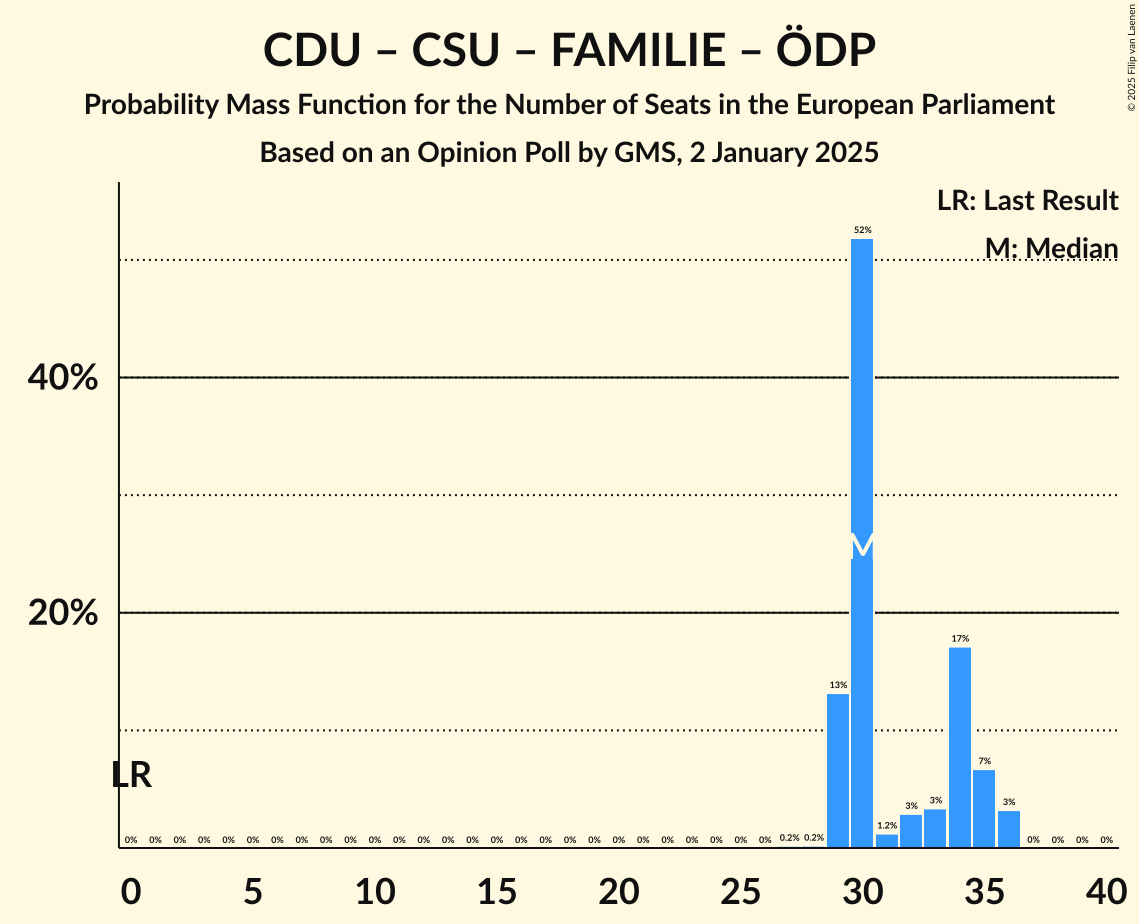 CDU – CSU – FAMILIE – ÖDP
Probability Mass Function for the Number of Seats in the European Parliament
Based on an Opinion Poll by GMS, 2 January 2025
© 2025 Filip van Laenen
LR: Last Result
M: Median
52%
40%
M
20%
17%
13%
LR
7%
3% 3% 3%
1.2%
0% 0% 0% 0% 0% 0% 0% 0% 0% 0% 0% 0% 0% 0% 0% 0% 0% 0% 0% 0% 0% 0% 0% 0% 0% 0% 0% 0.2% 0.2% 0% 0% 0% 0%
0 5 10 15 20 25 30 35 40